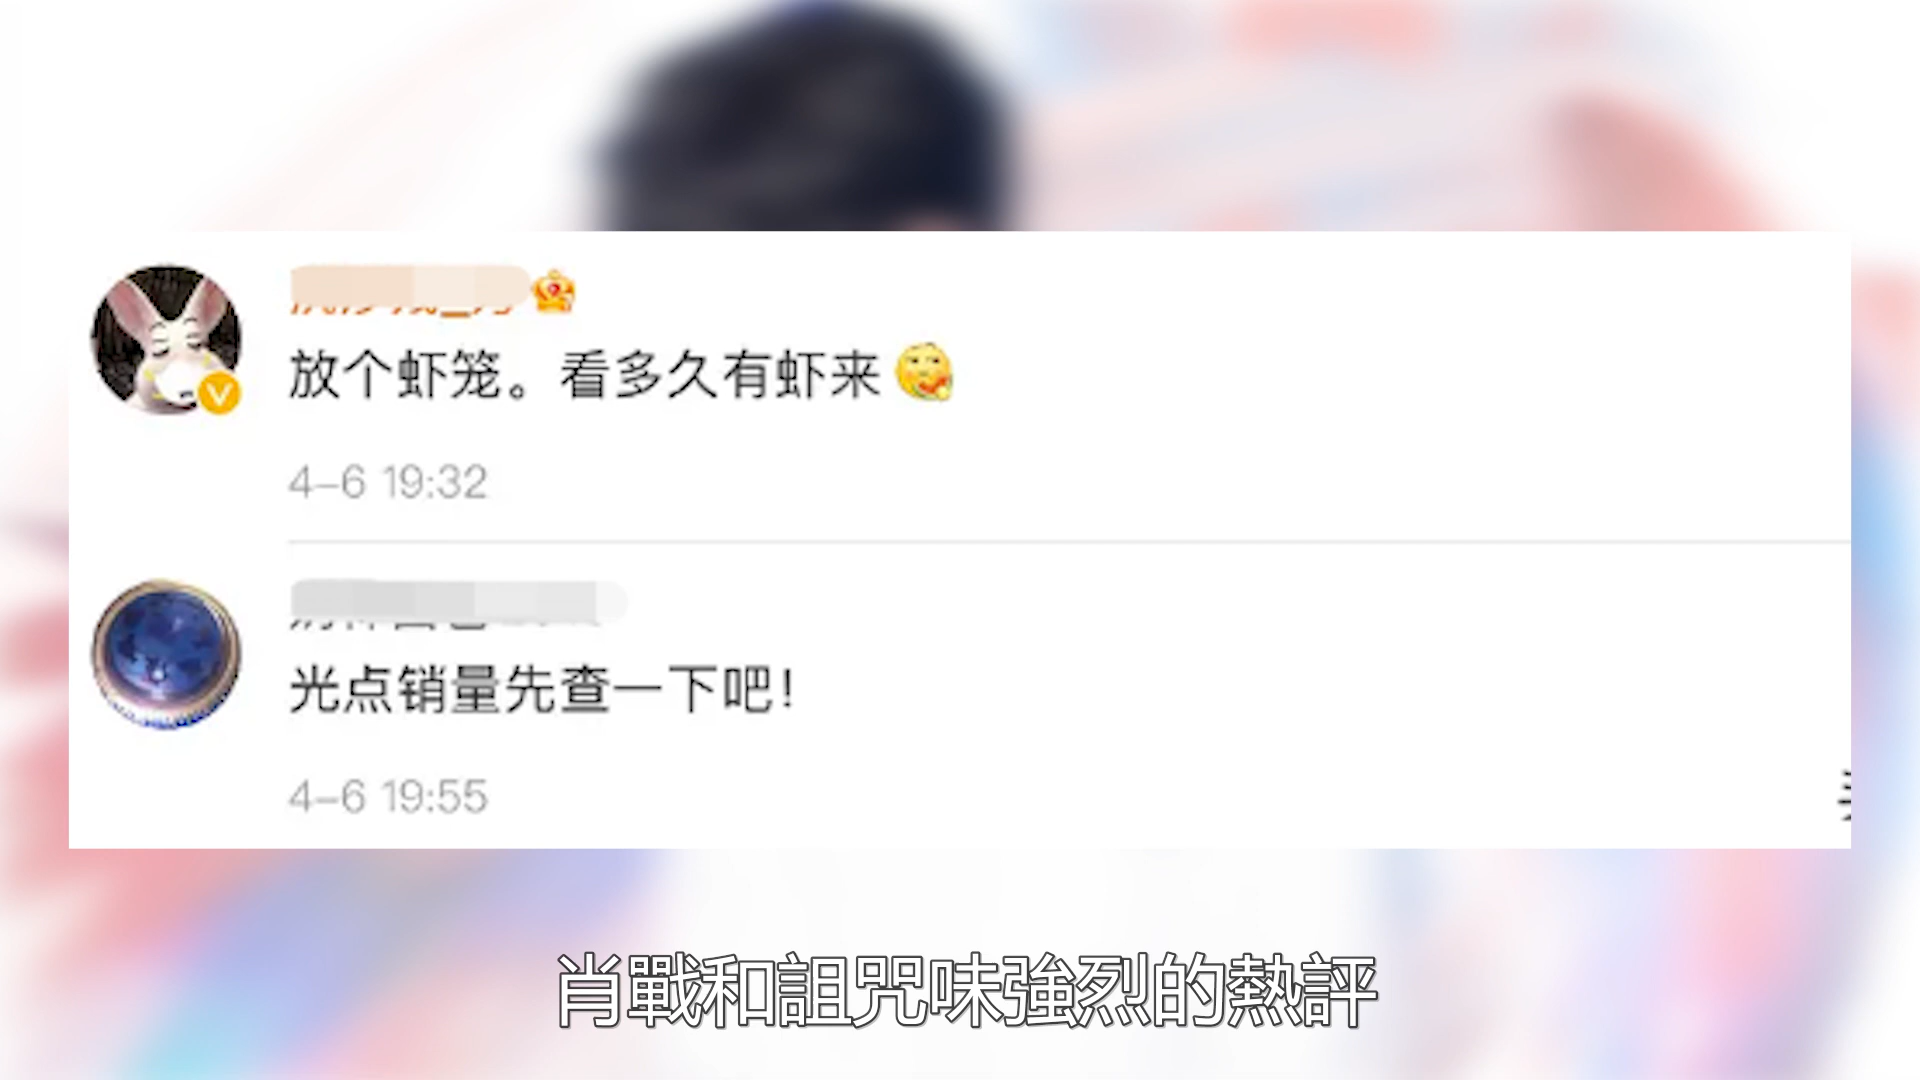 放个虾笼。看多久有虾来
4-6 19:32
光点销量先查一下吧！
4-6 19:55
肖戰和詛咒味強烈的熱評